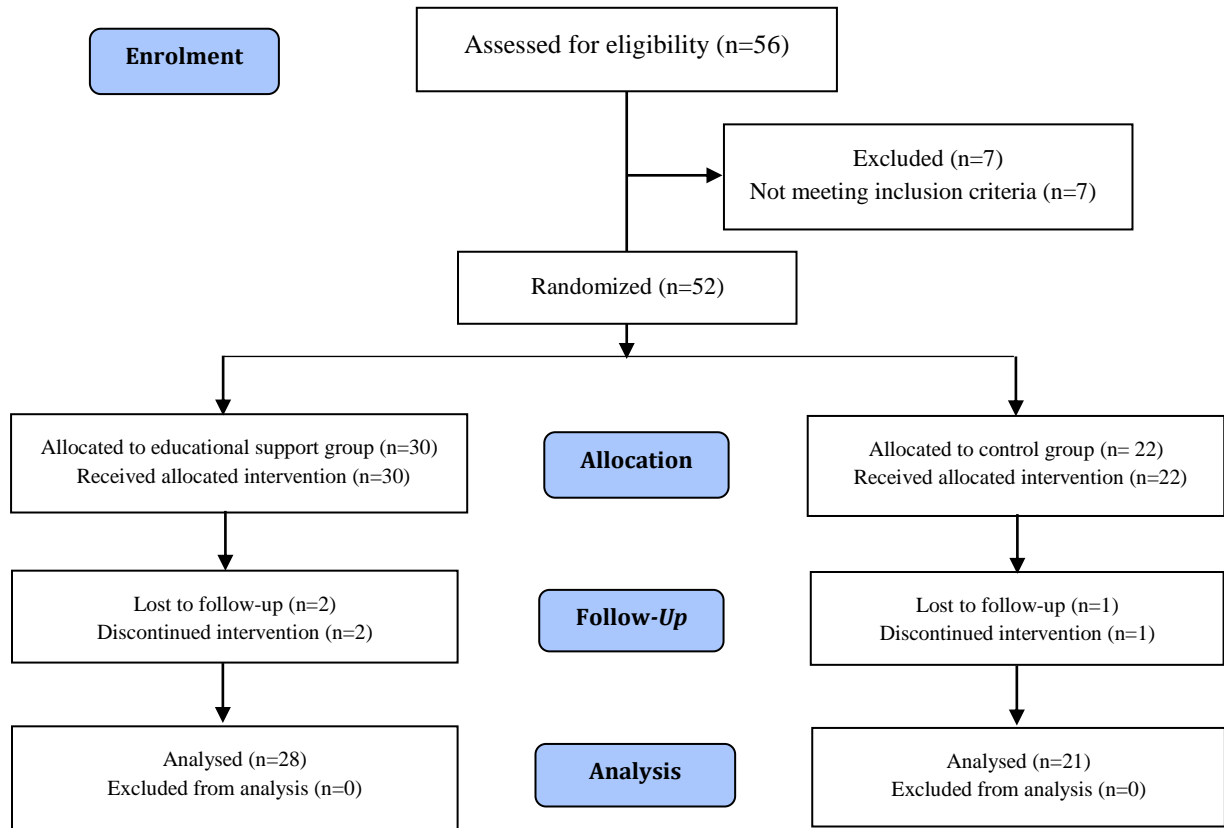 Enrolment
Assessed for eligibility (n=56)
Excluded (n=7)
Not meeting inclusion criteria (n=7)
Randomized (n=52)
Allocated to educational support group (n=30)
Received allocated intervention (n=30)
Allocation
Allocated to control group (n= 22)
Received allocated intervention (n=22)
Lost to follow-up (n=2)
Discontinued intervention (n=2)
Follow-Up
Lost to follow-up (n=1)
Discontinued intervention (n=1)
Analysed (n=28)
Excluded from analysis (n=0)
Analysis
Analysed (n=21)
Excluded from analysis (n=0)